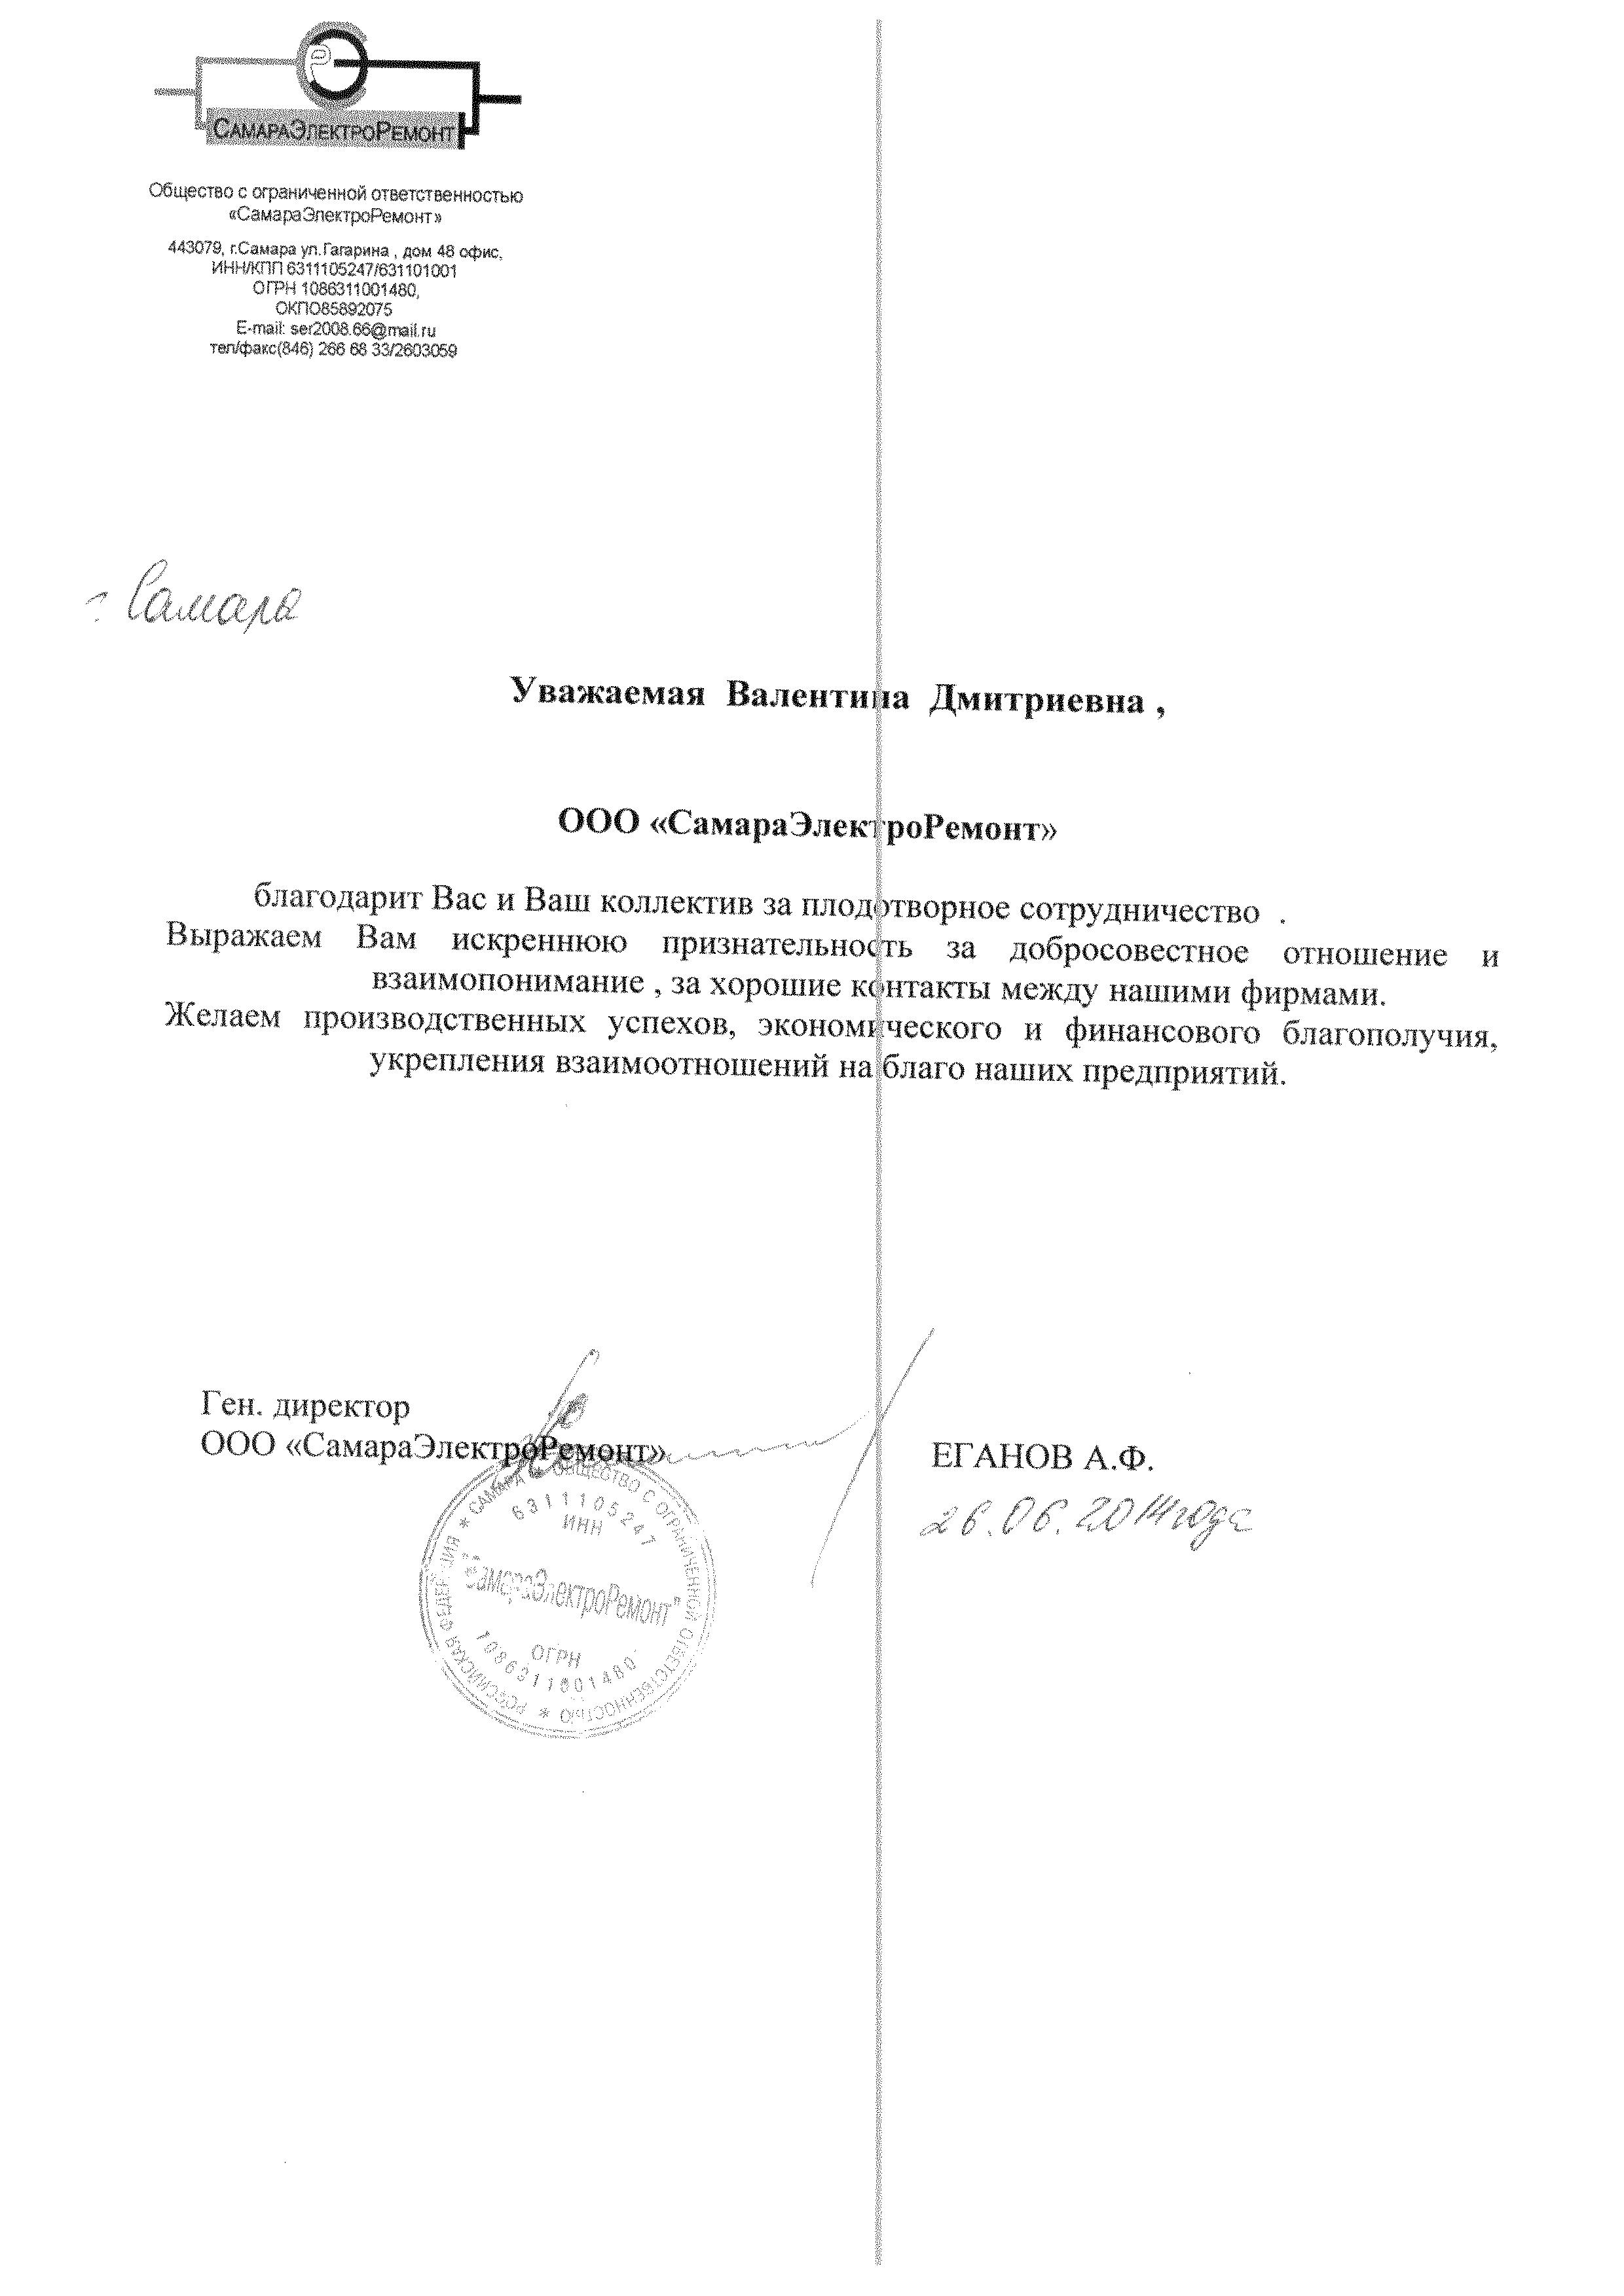 СамараЭлектроРемонт
Общество с ограниченной ответственностью
«СамараЭлектроРемонт»
443079, г.Самара ул.Гагарина , дом 48 офис,
ИНН/КПП 6311105247/631101001
ОГРН 1086311001480,
ОКПО85892075
E-mail: ser2008.66@mail.ru
тел/факс(846) 266 68 33/2603059
г. Самара
Уважаемая Валентина Дмитриевна ,
ООО «СамараЭлектроРемонт»
благодарит Вас и Ваш коллектив за плодотворное сотрудничество .
Выражаем Вам искреннюю признательность за добросовестное отношение и
взаимопонимание , за хорошие контакты между нашими фирмами.
Желаем производственных успехов, экономического и финансового благополучия,
укрепления взаимоотношений на благо наших предприятий.
Ген. директор
ООО «СамараЭлектроРемонт»
ЕГАНОВ А.Ф.
26.06.2014года
РОССИЙСКАЯ ФЕДЕРАЦИЯ * САМАРА * ОБЩЕСТВО С ОГРАНИЧЕННОЙ ОТВЕТСТВЕННОСТЬЮ *
6311105247
ИНН
"СамараЭлектроРемонт"
ОГРН
1086311001480